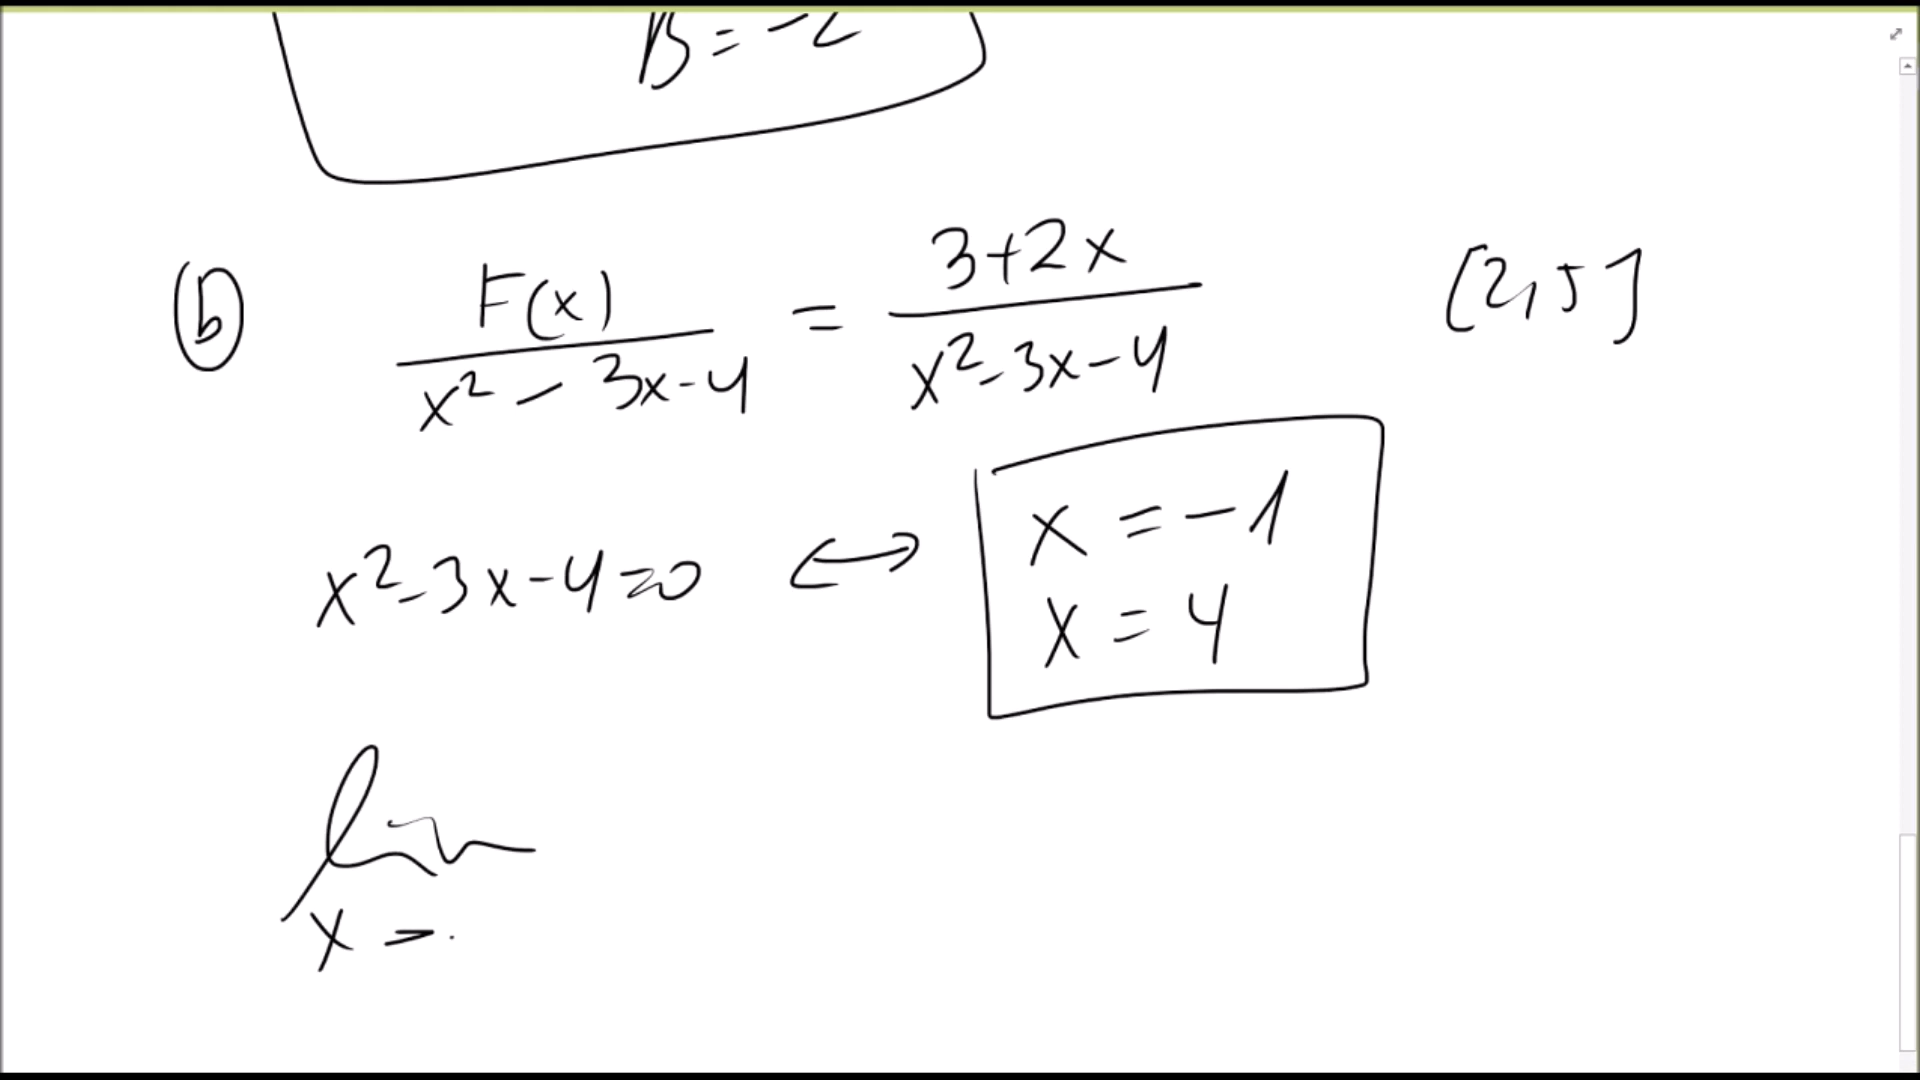 B = -2
b F(x) / x² - 3x - 4 = 3+2x / x² - 3x - 4 [2,5]
x² - 3x - 4 = 0 ⟷ x = -1
x = 4
lim
x →